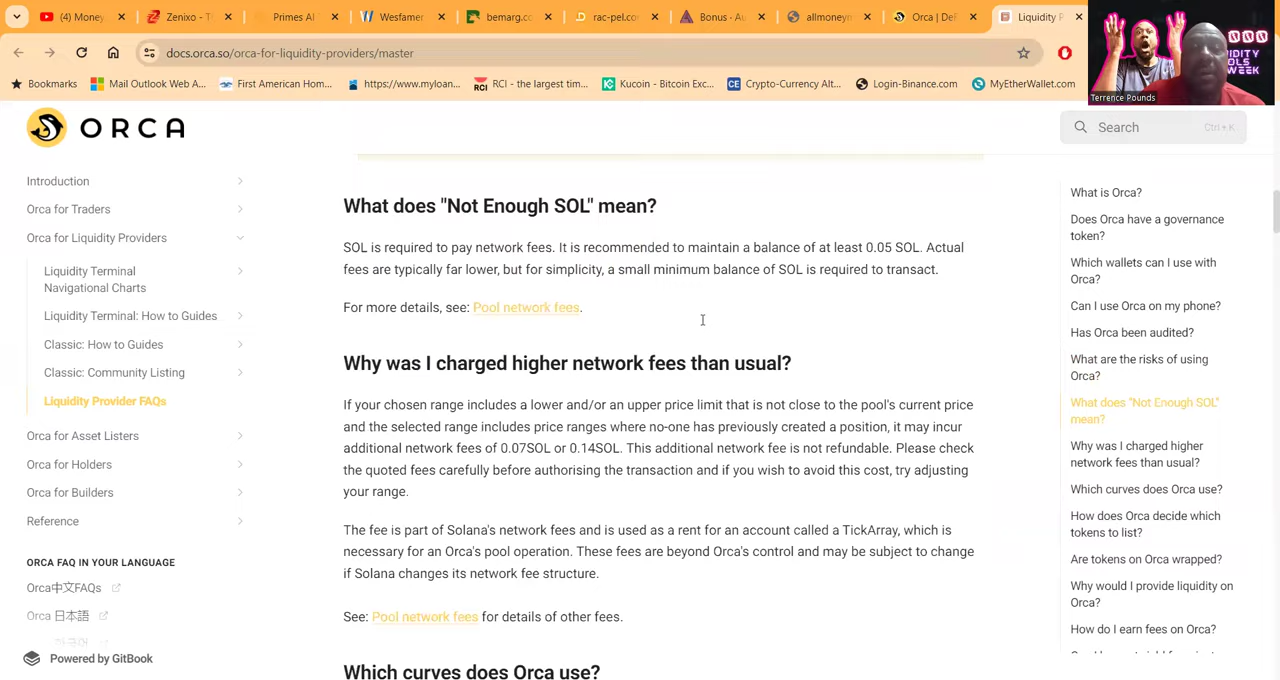 (4) Money
Zenixo - T
Primes AI
Wesfarmer
bemarg.co
rac-pel.co
Bonus · Au
allmoneyn
Orca | DeF
Liquidity P
docs.orca.so/orca-for-liquidity-providers/master
Bookmarks
Mail Outlook Web A...
First American Hom...
https://www.myloan...
RCI - the largest tim...
Kucoin - Bitcoin Exc...
Crypto-Currency Alt...
Login-Binance.com
MyEtherWallet.com
Terrence Pounds
WEEK
ORCA
Search
Ctrl + K
Introduction
Orca for Traders
Orca for Liquidity Providers
Liquidity Terminal
Navigational Charts
Liquidity Terminal: How to Guides
Classic: How to Guides
Classic: Community Listing
Liquidity Provider FAQs
Orca for Asset Listers
Orca for Holders
Orca for Builders
Reference
ORCA FAQ IN YOUR LANGUAGE
Orca中文FAQs
Orca 日本語
한국어
Powered by GitBook
What does "Not Enough SOL" mean?
SOL is required to pay network fees. It is recommended to maintain a balance of at least 0.05 SOL. Actual
fees are typically far lower, but for simplicity, a small minimum balance of SOL is required to transact.
For more details, see: Pool network fees.
Why was I charged higher network fees than usual?
If your chosen range includes a lower and/or an upper price limit that is not close to the pool's current price
and the selected range includes price ranges where no-one has previously created a position, it may incur
additional network fees of 0.07SOL or 0.14SOL. This additional network fee is not refundable. Please check
the quoted fees carefully before authorising the transaction and if you wish to avoid this cost, try adjusting
your range.
The fee is part of Solana's network fees and is used as a rent for an account called a TickArray, which is
necessary for an Orca's pool operation. These fees are beyond Orca's control and may be subject to change
if Solana changes its network fee structure.
See: Pool network fees for details of other fees.
Which curves does Orca use?
What is Orca?
Does Orca have a governance
token?
Which wallets can I use with
Orca?
Can I use Orca on my phone?
Has Orca been audited?
What are the risks of using
Orca?
What does "Not Enough SOL"
mean?
Why was I charged higher
network fees than usual?
Which curves does Orca use?
How does Orca decide which
tokens to list?
Are tokens on Orca wrapped?
Why would I provide liquidity on
Orca?
How do I earn fees on Orca?